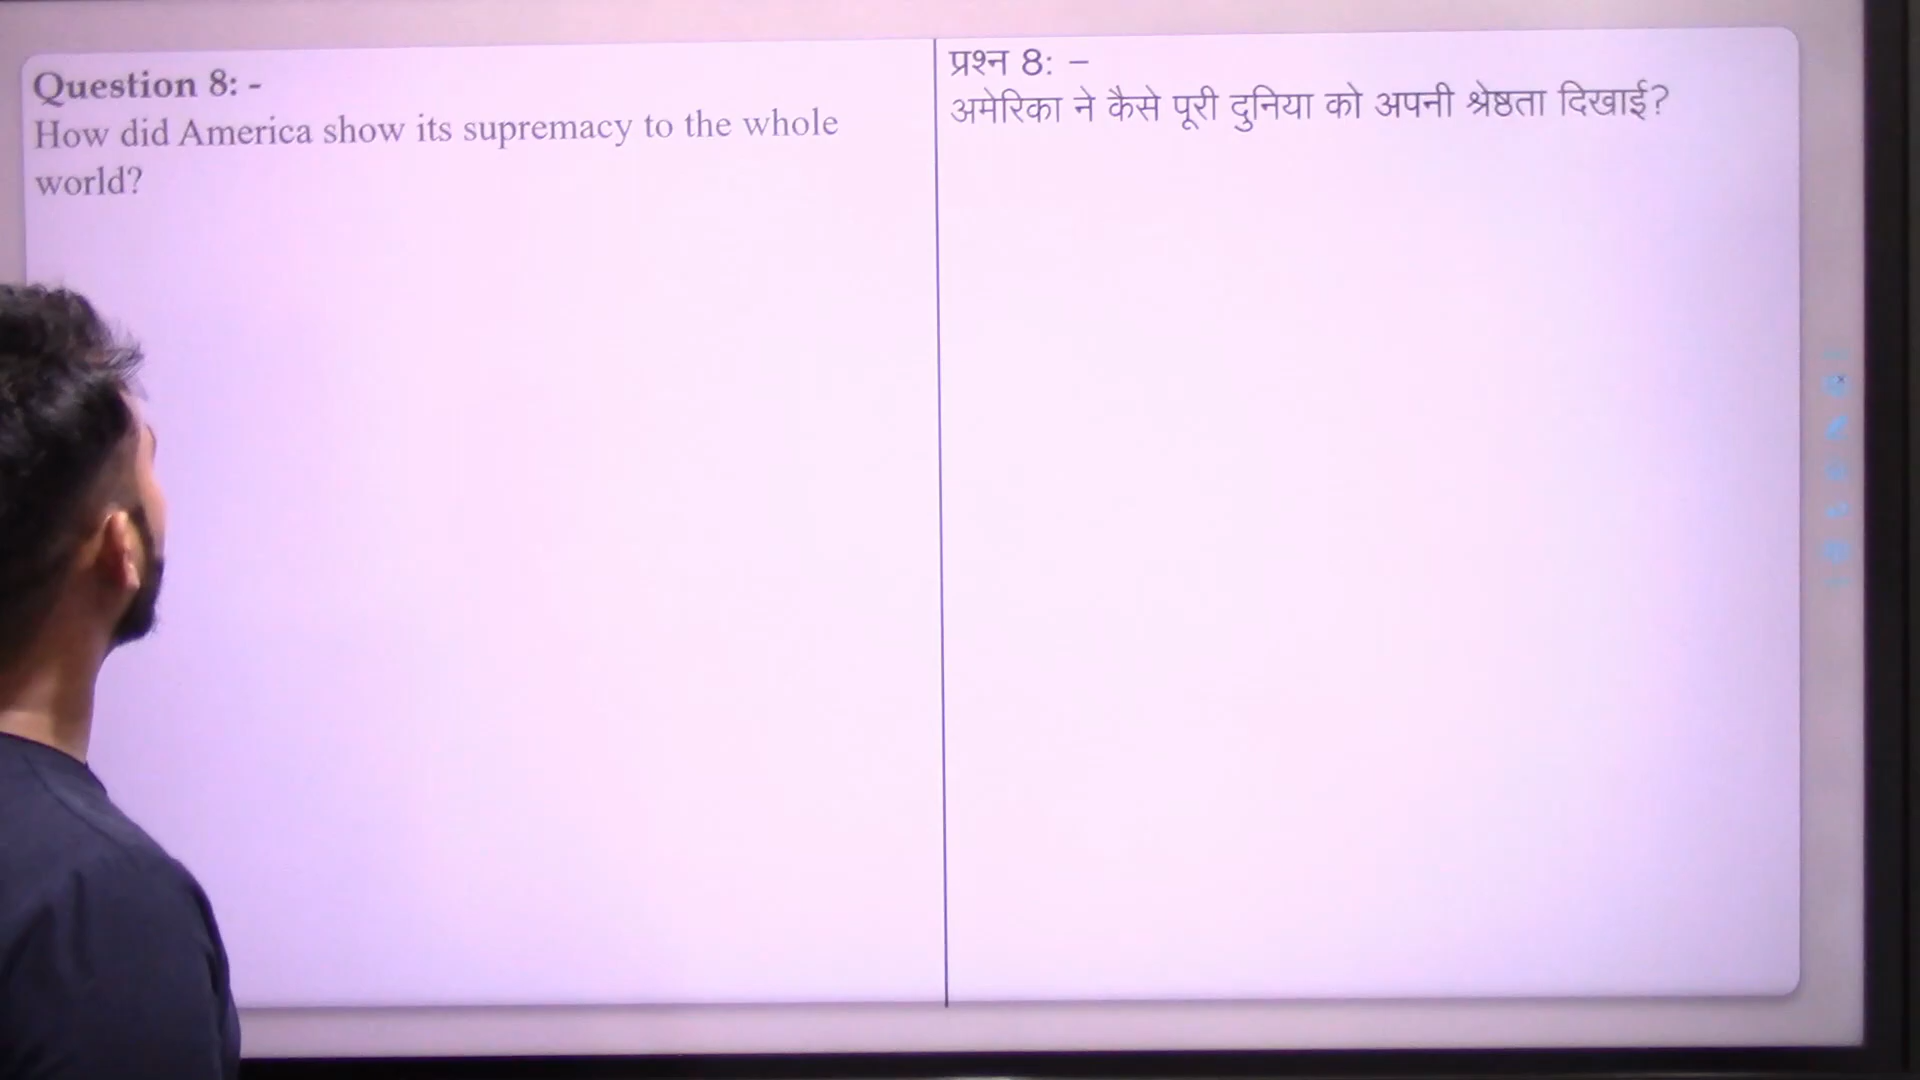 Question 8: -
How did America show its supremacy to the whole
world?
प्रश्न 8: –
अमेरिका ने कैसे पूरी दुनिया को अपनी श्रेष्ठता दिखाई?